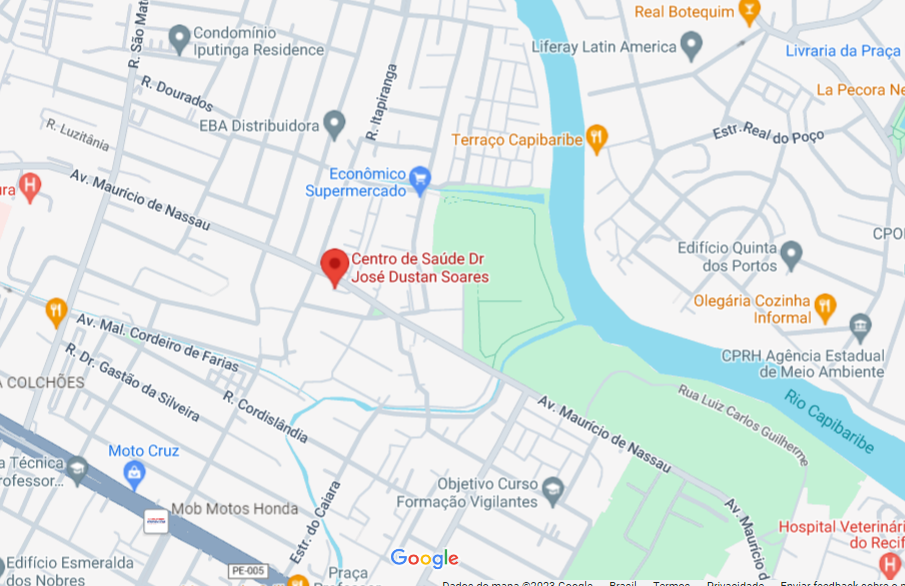 Real Botequim
R. São Mate
Condomínio
Iputinga Residence
Liferay Latin America
Livraria da Praça
R. Dourados
R. Itapiranga
La Pecora Ne
R. Luzitânia
EBA Distribuidora
Terraço Capibaribe
Estr. Real do Poço
Econômico
Supermercado
Av. Maurício de Nassau
ura
H
CPO
Edifício Quinta
dos Portos
Centro de Saúde Dr
José Dustan Soares
Olegária Cozinha
Informal
Av. Mal. Cordeiro de Farias
CPRH Agência Estadual
de Meio Ambiente
R. Dr. Gastão da Silveira
A COLCHÕES
R. Cordislândia
Rua Luiz Carlos Guilherme
Rio Capibaribe
Av. Maurício de Nassau
Moto Cruz
a Técnica
rofessor...
Objetivo Curso
Formação Vigilantes
Av. Maurício d
Mob Motos Honda
Estr. do Caiara
Hospital Veterinári
do Recif
H
Edifício Esmeralda
dos Nobres
PE-005
Google
Praça
Professor
Dados do mapa ©2023 Google
Brasil
Termos
Privacidade
Enviar feedback sobre o p